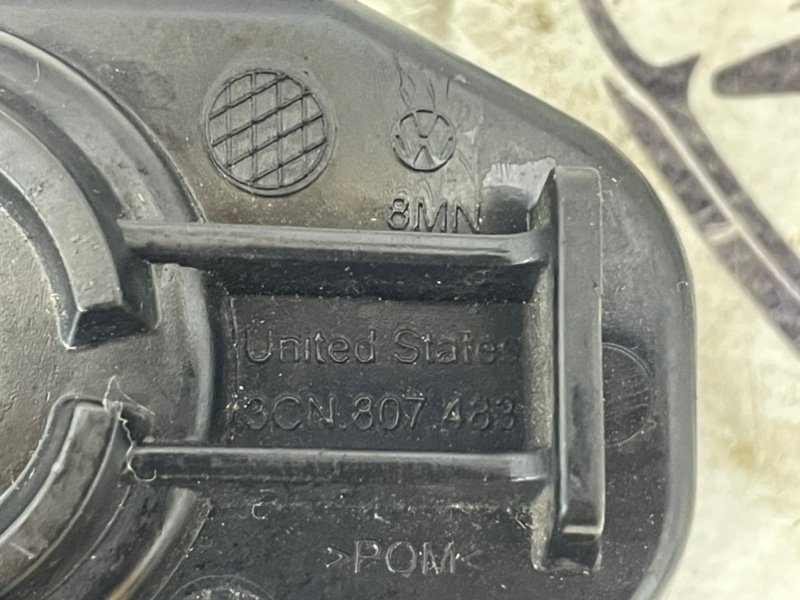 8MN
United States
3CN.807.483
>POM<